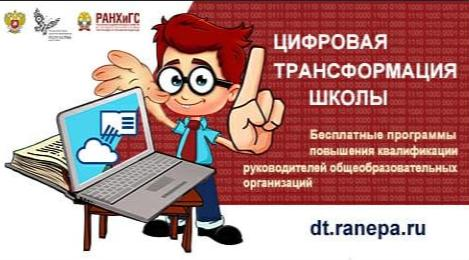 РАНХиГС
ЦИФРОВАЯ
ТРАНСФОРМАЦИЯ
ШКОЛЫ
Бесплатные программы
повышения квалификации
руководителей общеобразовательных
организаций
dt.ranepa.ru